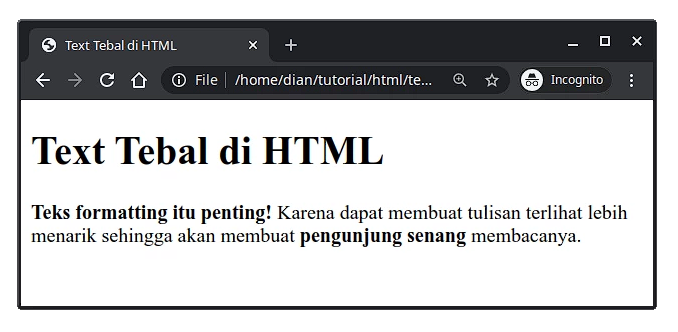 Text Tebal di HTML
File
/home/dian/tutorial/html/te...
Incognito
Text Tebal di HTML
Teks formatting itu penting! Karena dapat membuat tulisan terlihat lebih
menarik sehingga akan membuat pengunjung senang membacanya.